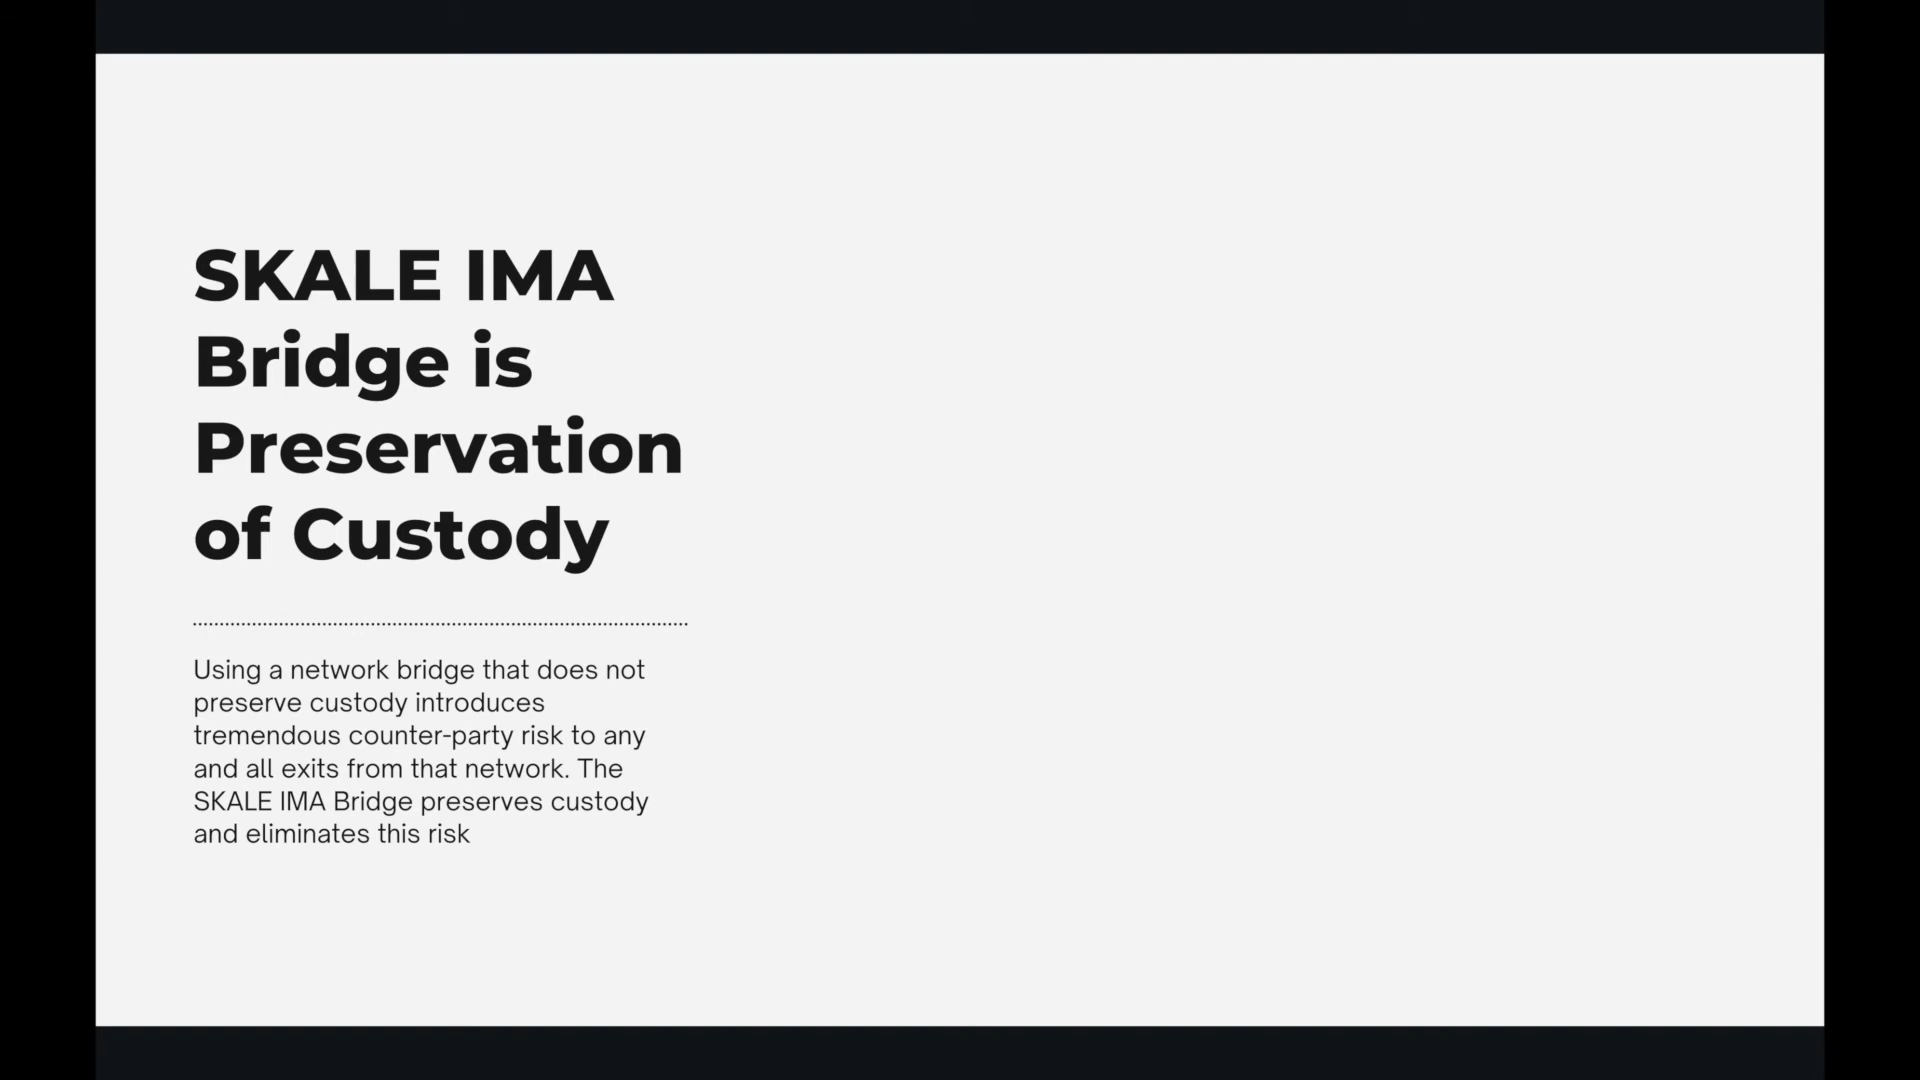 SKALE IMA
Bridge is
Preservation
of Custody
Using a network bridge that does not
preserve custody introduces
tremendous counter-party risk to any
and all exits from that network. The
SKALE IMA Bridge preserves custody
and eliminates this risk